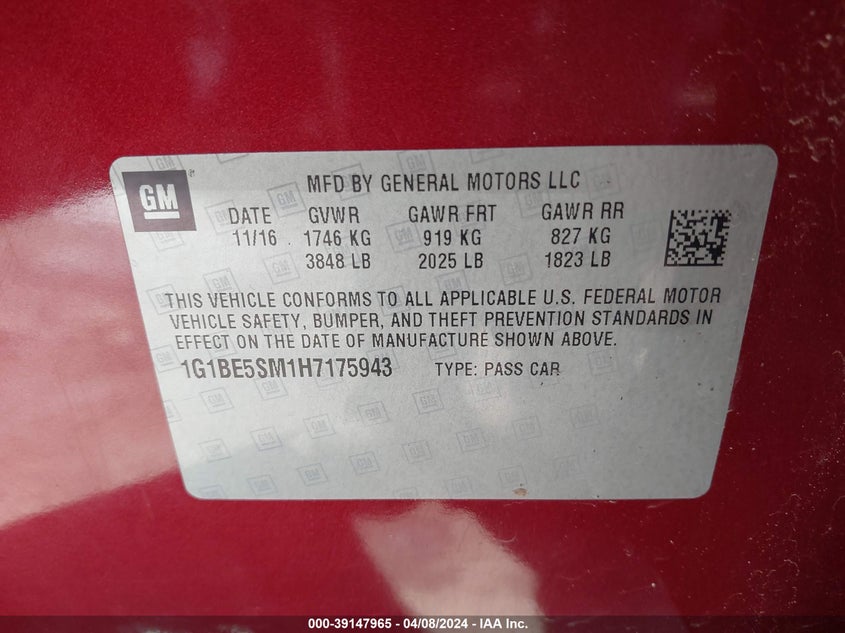 GM
MFD BY GENERAL MOTORS LLC
DATE GVWR GAWR FRT GAWR RR
11/16 1746 KG 919 KG 827 KG
3848 LB 2025 LB 1823 LB
THIS VEHICLE CONFORMS TO ALL APPLICABLE U.S. FEDERAL MOTOR
VEHICLE SAFETY, BUMPER, AND THEFT PREVENTION STANDARDS IN
EFFECT ON THE DATE OF MANUFACTURE SHOWN ABOVE.
1G1BE5SM1H7175943 TYPE: PASS CAR
000-39147965 - 04/08/2024 - IAA Inc.